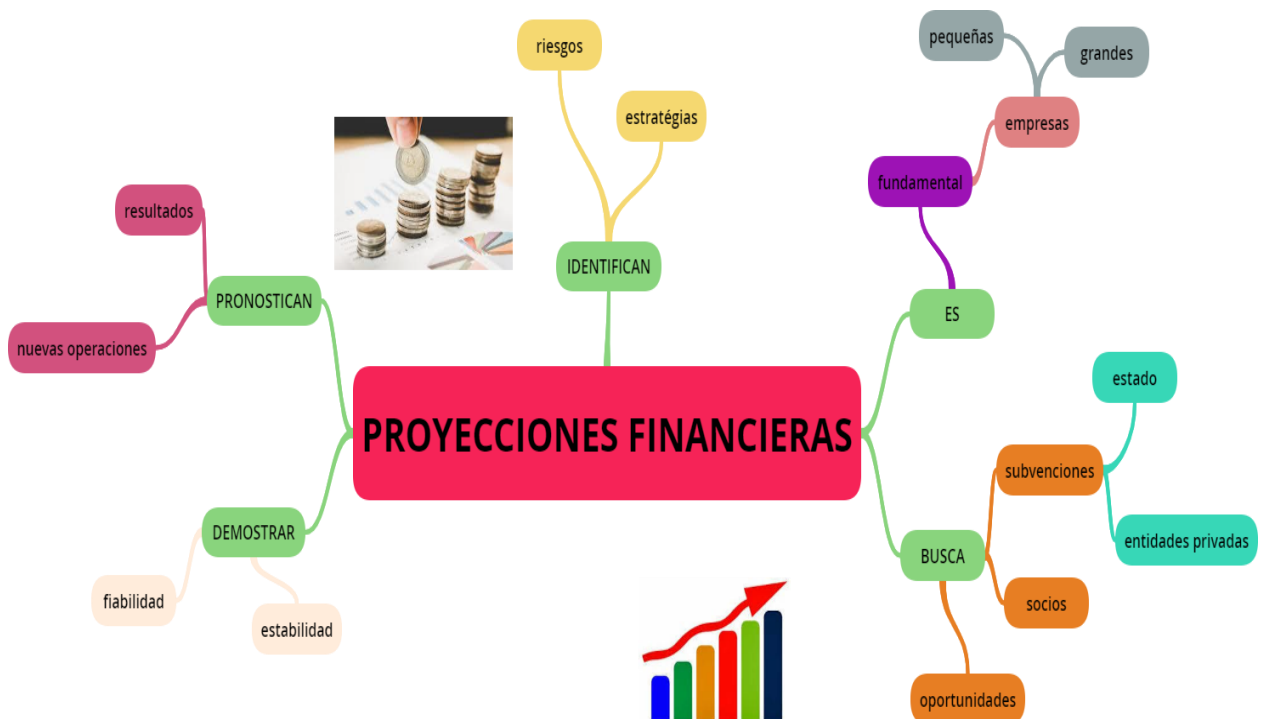 pequeñas
riesgos
grandes
estratégias
empresas
fundamental
resultados
IDENTIFICAN
PRONOSTICAN
ES
nuevas operaciones
estado
PROYECCIONES FINANCIERAS
subvenciones
DEMOSTRAR
entidades privadas
BUSCA
fiabilidad
socios
estabilidad
oportunidades